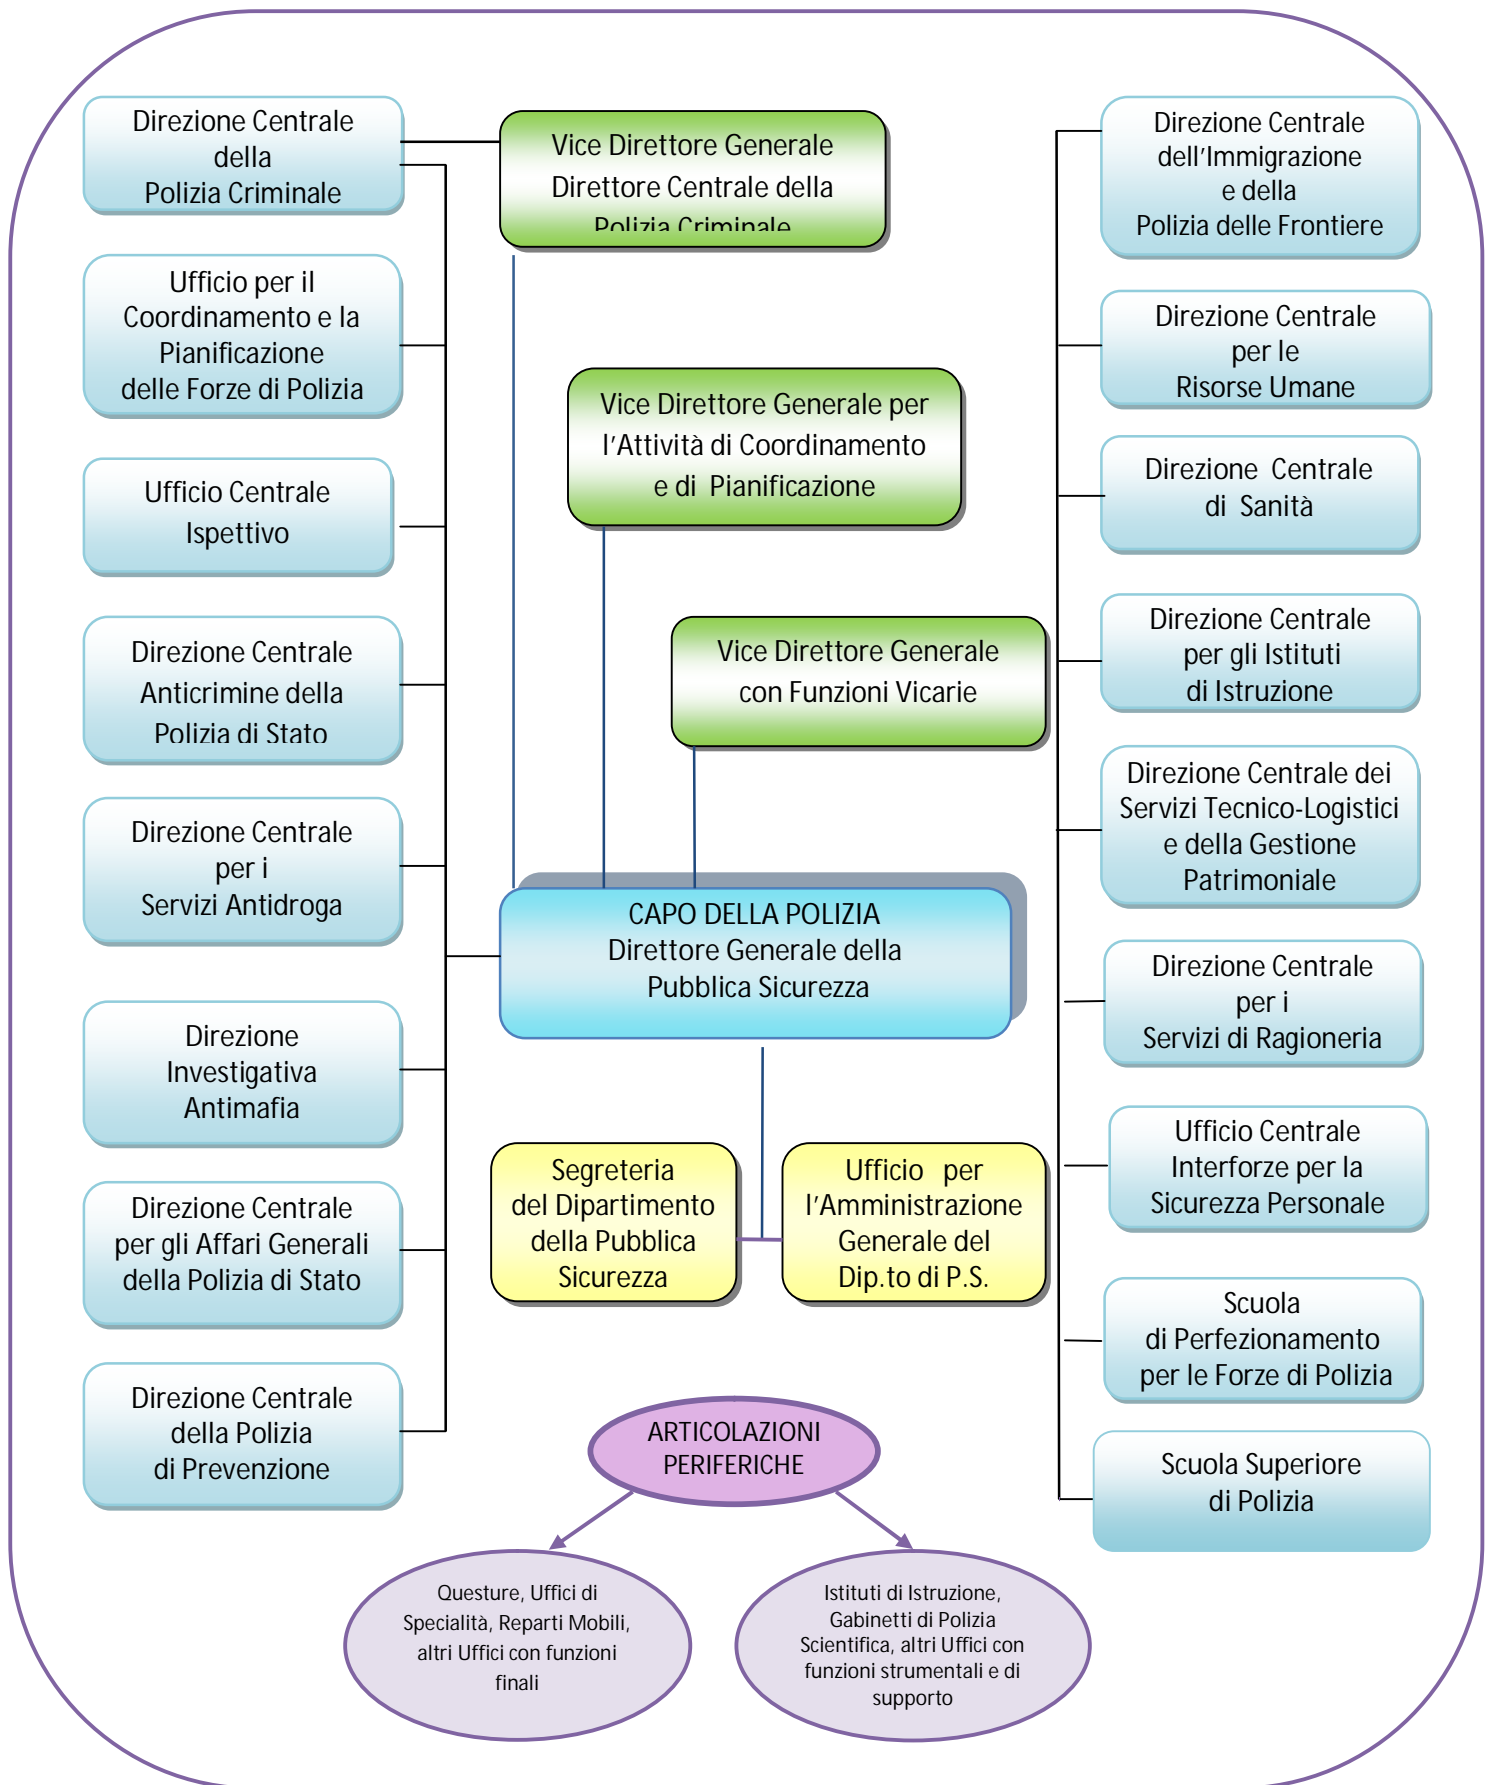 Direzione Centrale
della
Polizia Criminale
Ufficio per il
Coordinamento e la
Pianificazione
delle Forze di Polizia
Ufficio Centrale
Ispettivo
Direzione Centrale
Anticrimine della
Polizia di Stato
Direzione Centrale
per i
Servizi Antidroga
Direzione
Investigativa
Antimafia
Direzione Centrale
per gli Affari Generali
della Polizia di Stato
Direzione Centrale
della Polizia
di Prevenzione
Vice Direttore Generale
Direttore Centrale della
Polizia Criminale
Vice Direttore Generale per
l'Attività di Coordinamento
e di Pianificazione
Vice Direttore Generale
con Funzioni Vicarie
CAPO DELLA POLIZIA
Direttore Generale della
Pubblica Sicurezza
Segreteria
del Dipartimento
della Pubblica
Sicurezza
Ufficio per
l'Amministrazione
Generale del
Dip.to di P.S.
Direzione Centrale
dell'Immigrazione
e della
Polizia delle Frontiere
Direzione Centrale
per le
Risorse Umane
Direzione Centrale
di Sanità
Direzione Centrale
per gli Istituti
di Istruzione
Direzione Centrale dei
Servizi Tecnico-Logistici
e della Gestione
Patrimoniale
Direzione Centrale
per i
Servizi di Ragioneria
Ufficio Centrale
Interforze per la
Sicurezza Personale
Scuola
di Perfezionamento
per le Forze di Polizia
Scuola Superiore
di Polizia
ARTICOLAZIONI
PERIFERICHE
Questure, Uffici di
Specialità, Reparti Mobili,
altri Uffici con funzioni
finali
Istituti di Istruzione,
Gabinetti di Polizia
Scientifica, altri Uffici con
funzioni strumentali e di
supporto